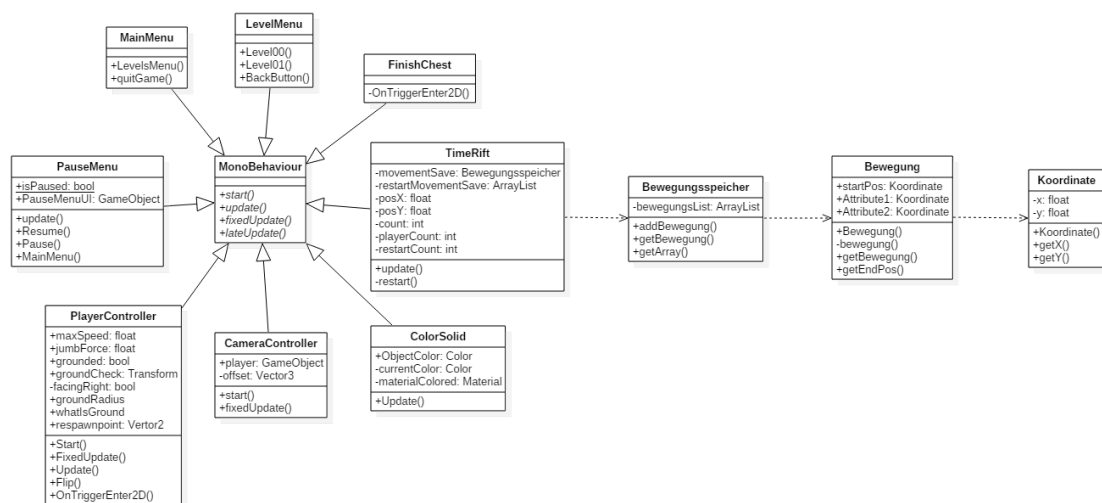 MainMenu
+LevelsMenu()
+quitGame()
LevelMenu
+Level00()
+Level01()
+BackButton()
FinishChest
-OnTriggerEnter2D()
PauseMenu
+isPaused: bool
+PauseMenuUI: GameObject
+update()
+Resume()
+Pause()
+MainMenu()
MonoBehaviour
+start()
+update()
+fixedUpdate()
+lateUpdate()
TimeRift
-movementSave: Bewegungsspeicher
-restartMovementSave: ArrayList
-posX: float
-posY: float
-count: int
-playerCount: int
-restartCount: int
+update()
-restart()
Bewegungsspeicher
-bewegungsList: ArrayList
+addBewegung()
+getBewegung()
+getArray()
Bewegung
+startPos: Koordinate
+Attribute1: Koordinate
+Attribute2: Koordinate
+Bewegung()
-bewegung()
+getBewegung()
+getEndPos()
Koordinate
-x: float
-y: float
+Koordinate()
+getX()
+getY()
PlayerController
+maxSpeed: float
+jumbForce: float
+grounded: bool
+groundCheck: Transform
-facingRight: bool
+groundRadius
+whatIsGround
+respawnpoint: Vertor2
+Start()
+FixedUpdate()
+Update()
+Flip()
+OnTriggerEnter2D()
CameraController
+player: GameObject
-offset: Vector3
+start()
+fixedUpdate()
ColorSolid
+ObjectColor: Color
-currentColor: Color
-materialColored: Material
+Update()